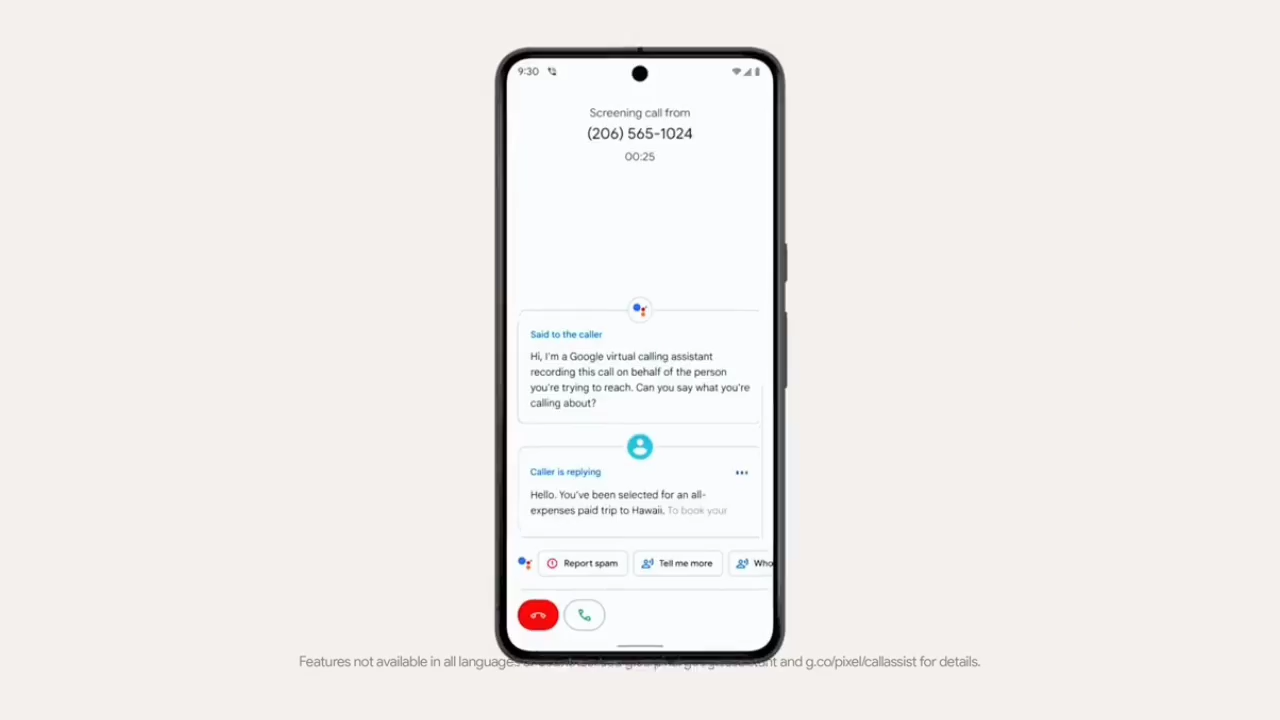 9:30
Screening call from
(206) 565-1024
00:25
Said to the caller
Hi, I'm a Google virtual calling assistant
recording this call on behalf of the person
you're trying to reach. Can you say what you're
calling about?
Caller is replying
Hello. You've been selected for an all-
expenses paid trip to Hawaii. To book your
Report spam
Tell me more
Who
Features not available in all languages and g.co/pixel/callassist for details.